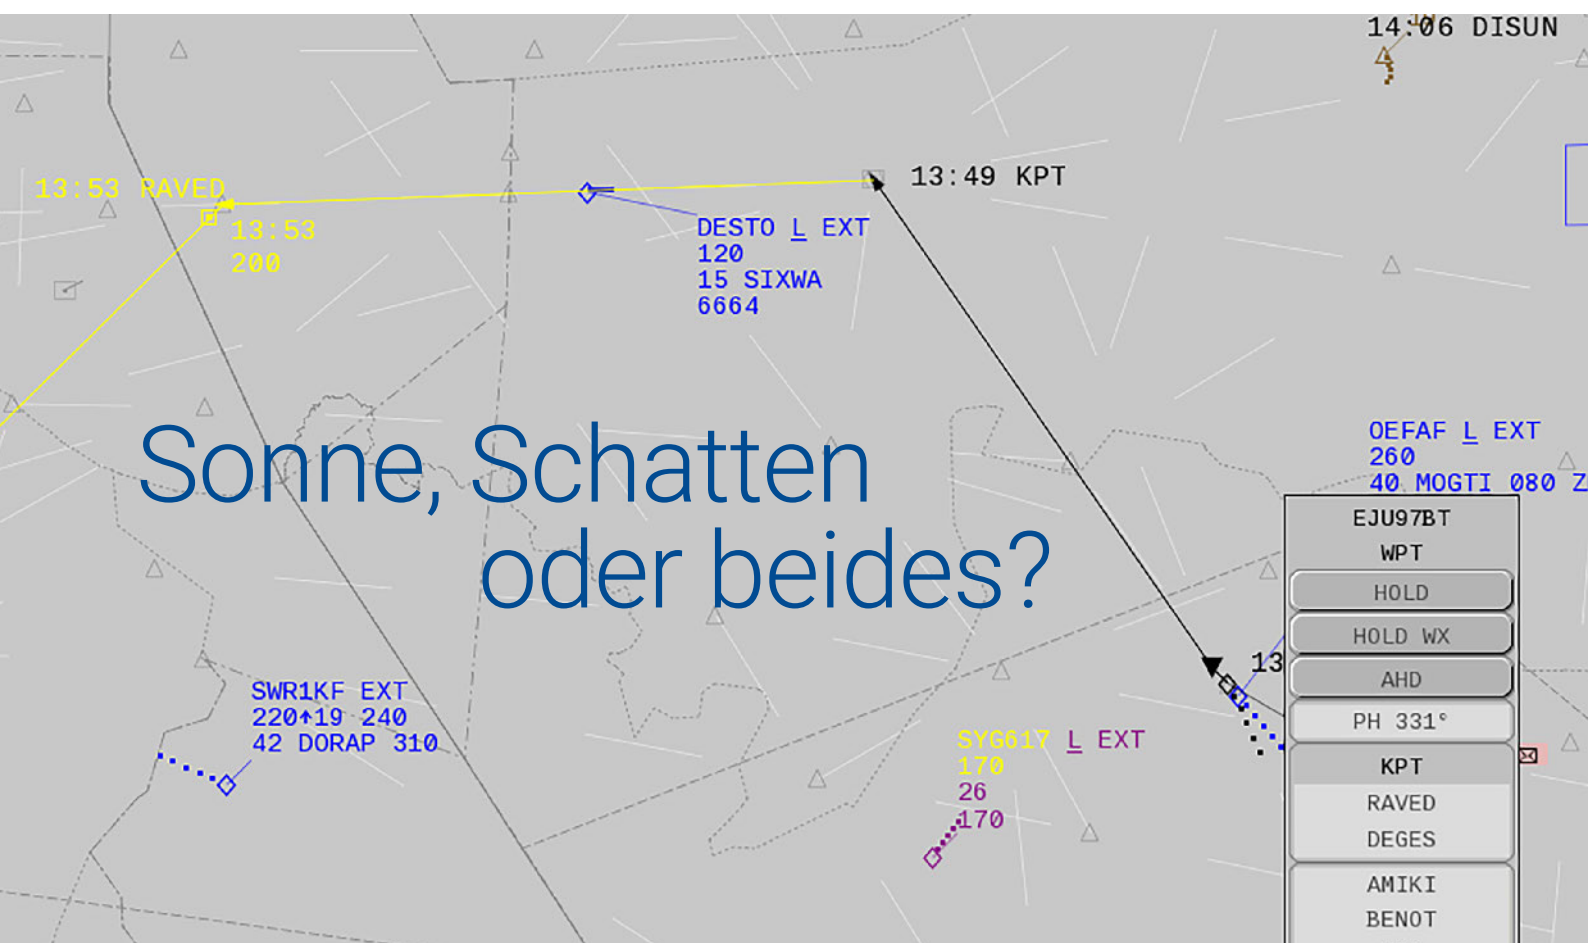 14:06 DISUN
13:49 KPT
13:53 RAVED
13:53
200
DESTO L EXT
120
15 SIXWA
6664
Sonne, Schatten
oder beides?
OEFAF L EXT
260
40 MOGTI 080 Z
13
EJU97BT
WPT
HOLD
HOLD WX
AHD
PH 331°
KPT
RAVED
DEGES
AMIKI
BENOT
SWR1KF EXT
220↑19 240
42 DORAP 310
SYG617 L EXT
170
26
170